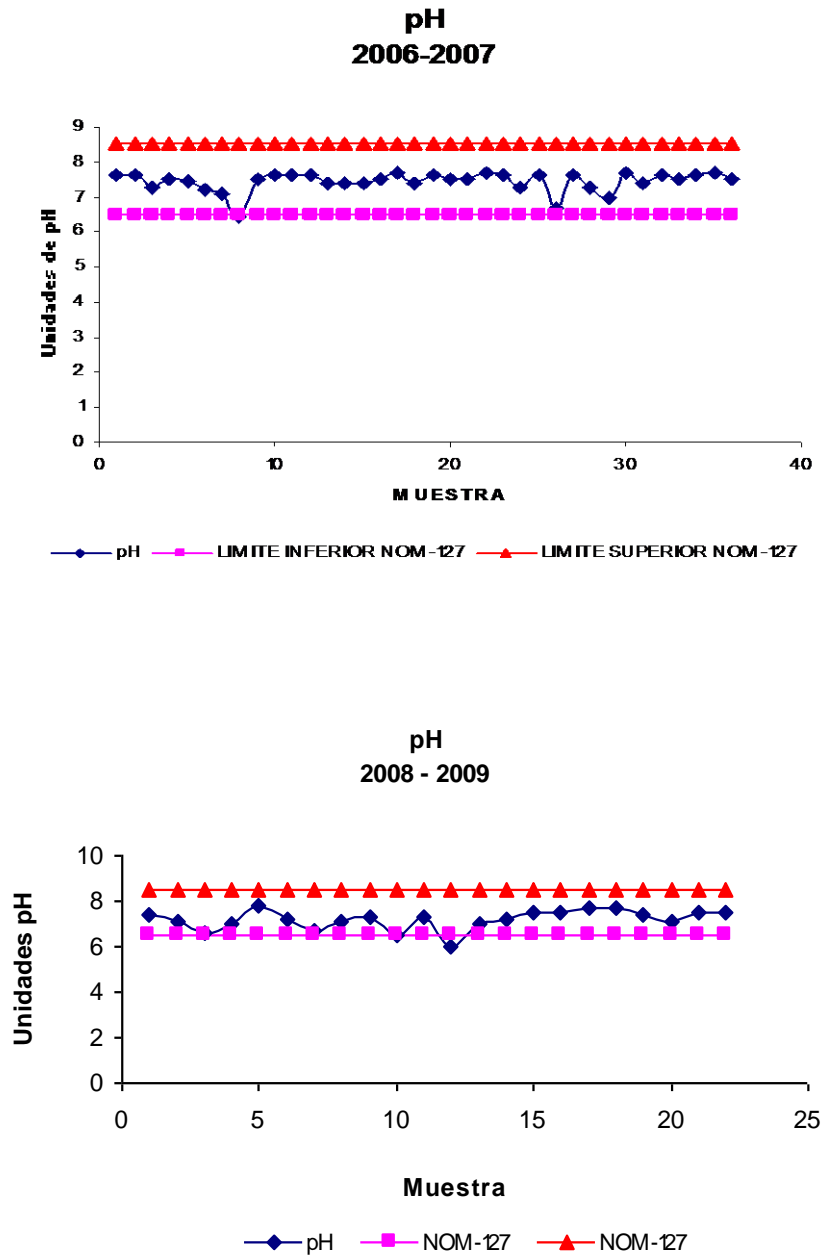 pH
2006-2007
9
8
7
6
5
4
3
2
1
0
Unidades de pH
0 10 20 30 40
MUESTRA
pH LIMITE INFERIOR NOM-127 LIMITE SUPERIOR NOM-127
pH
2008 - 2009
10
8
6
4
2
0
Unidades pH
0 5 10 15 20 25
Muestra
pH NOM-127 NOM-127